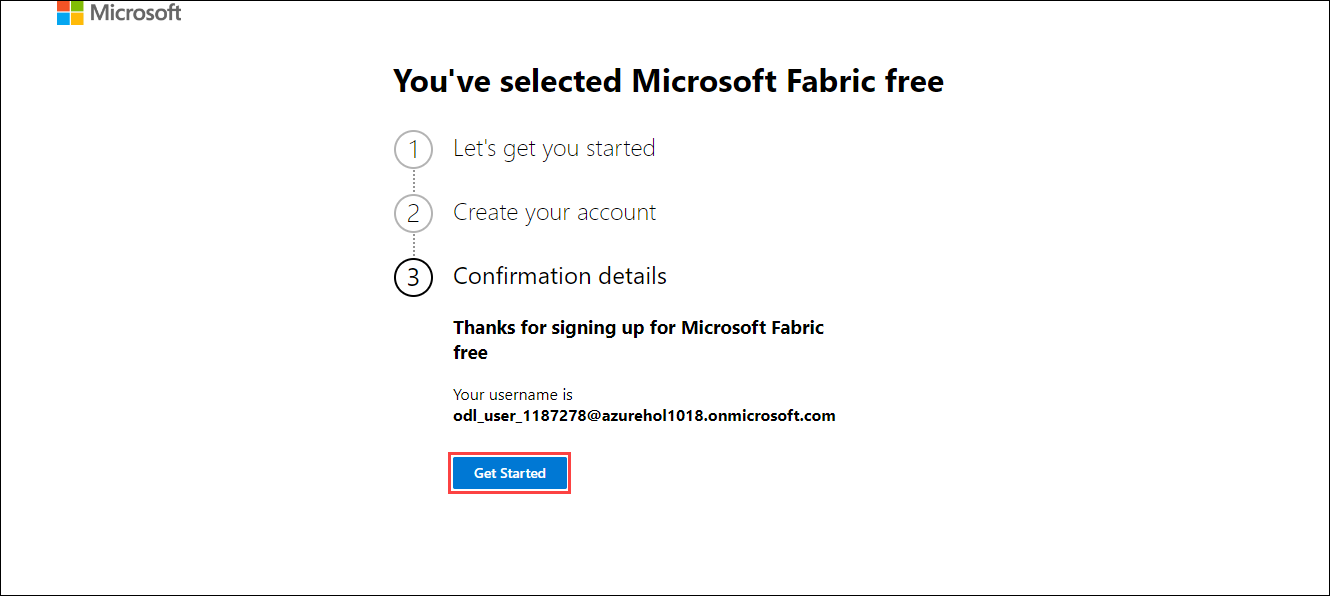 Microsoft
You've selected Microsoft Fabric free
1 Let's get you started
2 Create your account
3 Confirmation details
Thanks for signing up for Microsoft Fabric
free
Your username is
odl_user_1187278@azurehol1018.onmicrosoft.com
Get Started